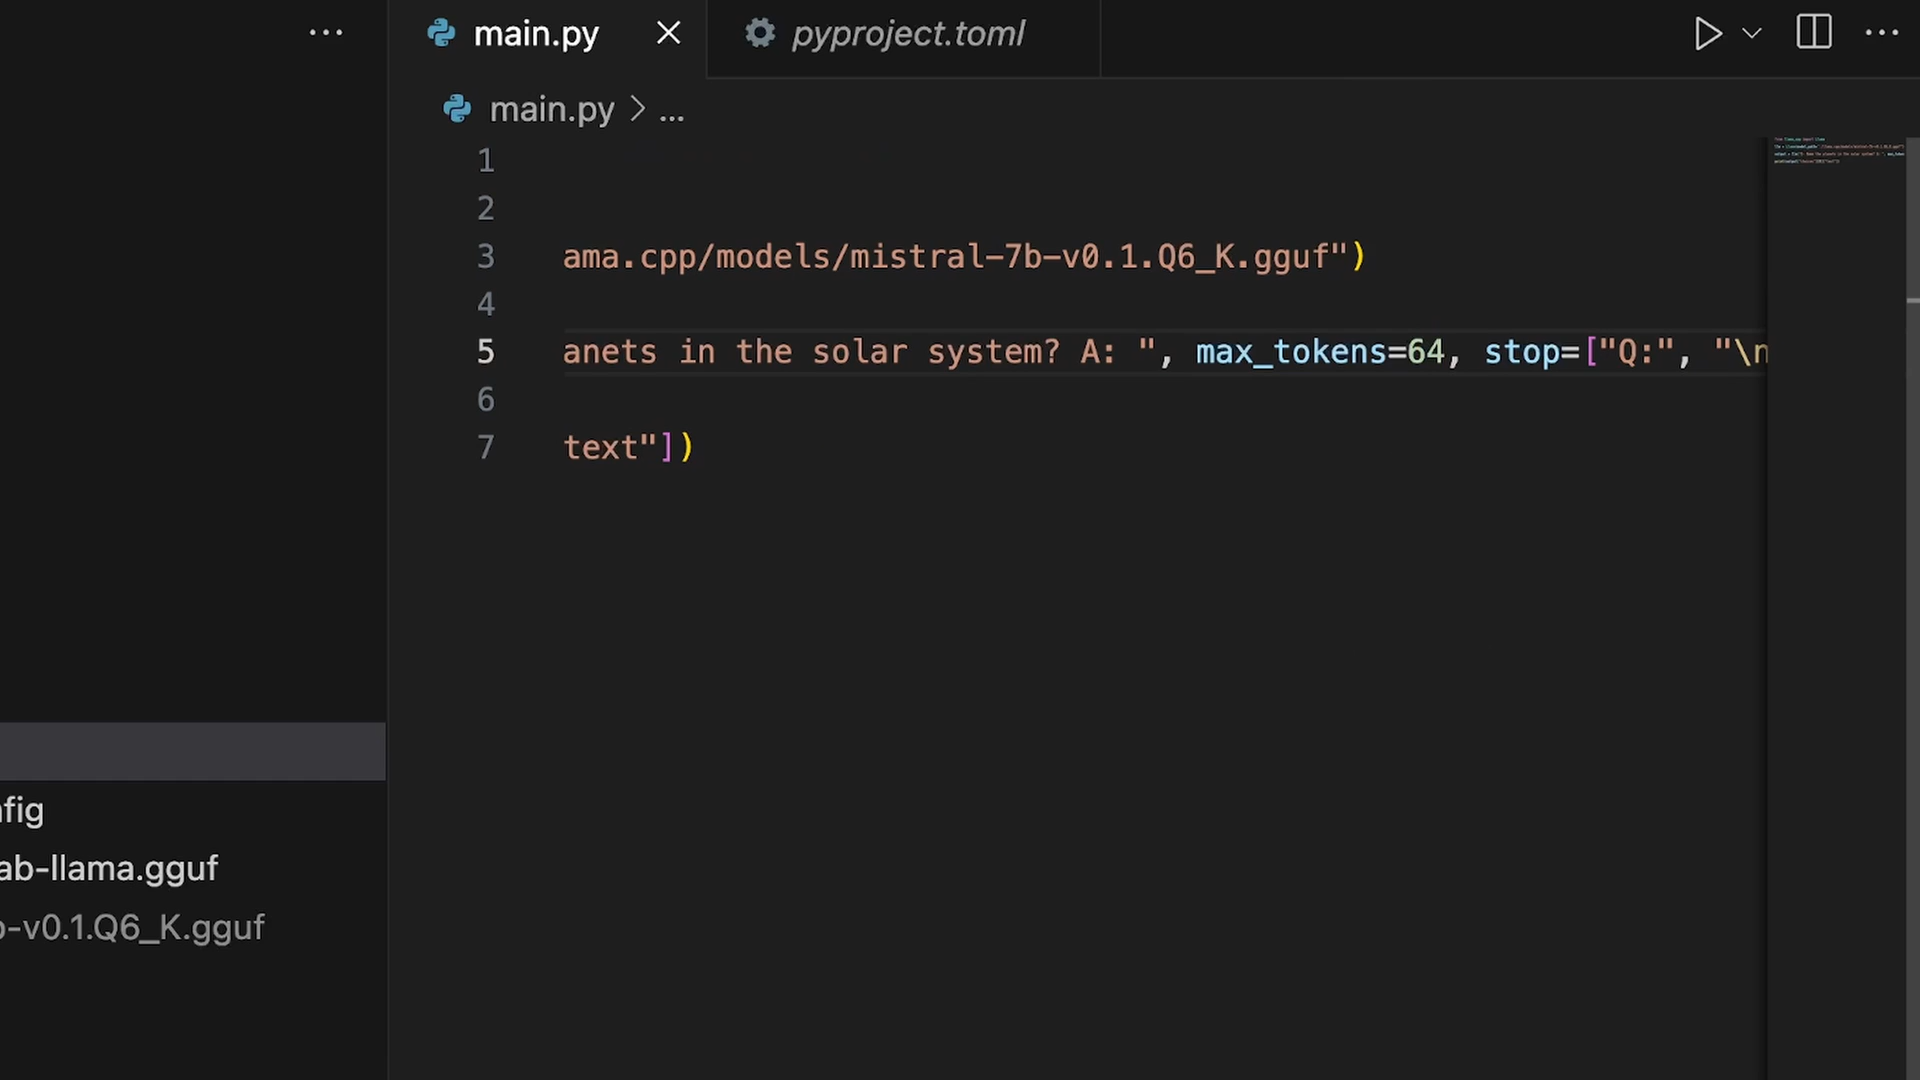 main.py pyproject.toml
main.py > ...
1
2
3 ama.cpp/models/mistral-7b-v0.1.Q6_K.gguf")
4
5 anets in the solar system? A: ", max_tokens=64, stop=["Q:", "\n
6
7 text"])
nfig
ab-llama.gguf
b-v0.1.Q6_K.gguf